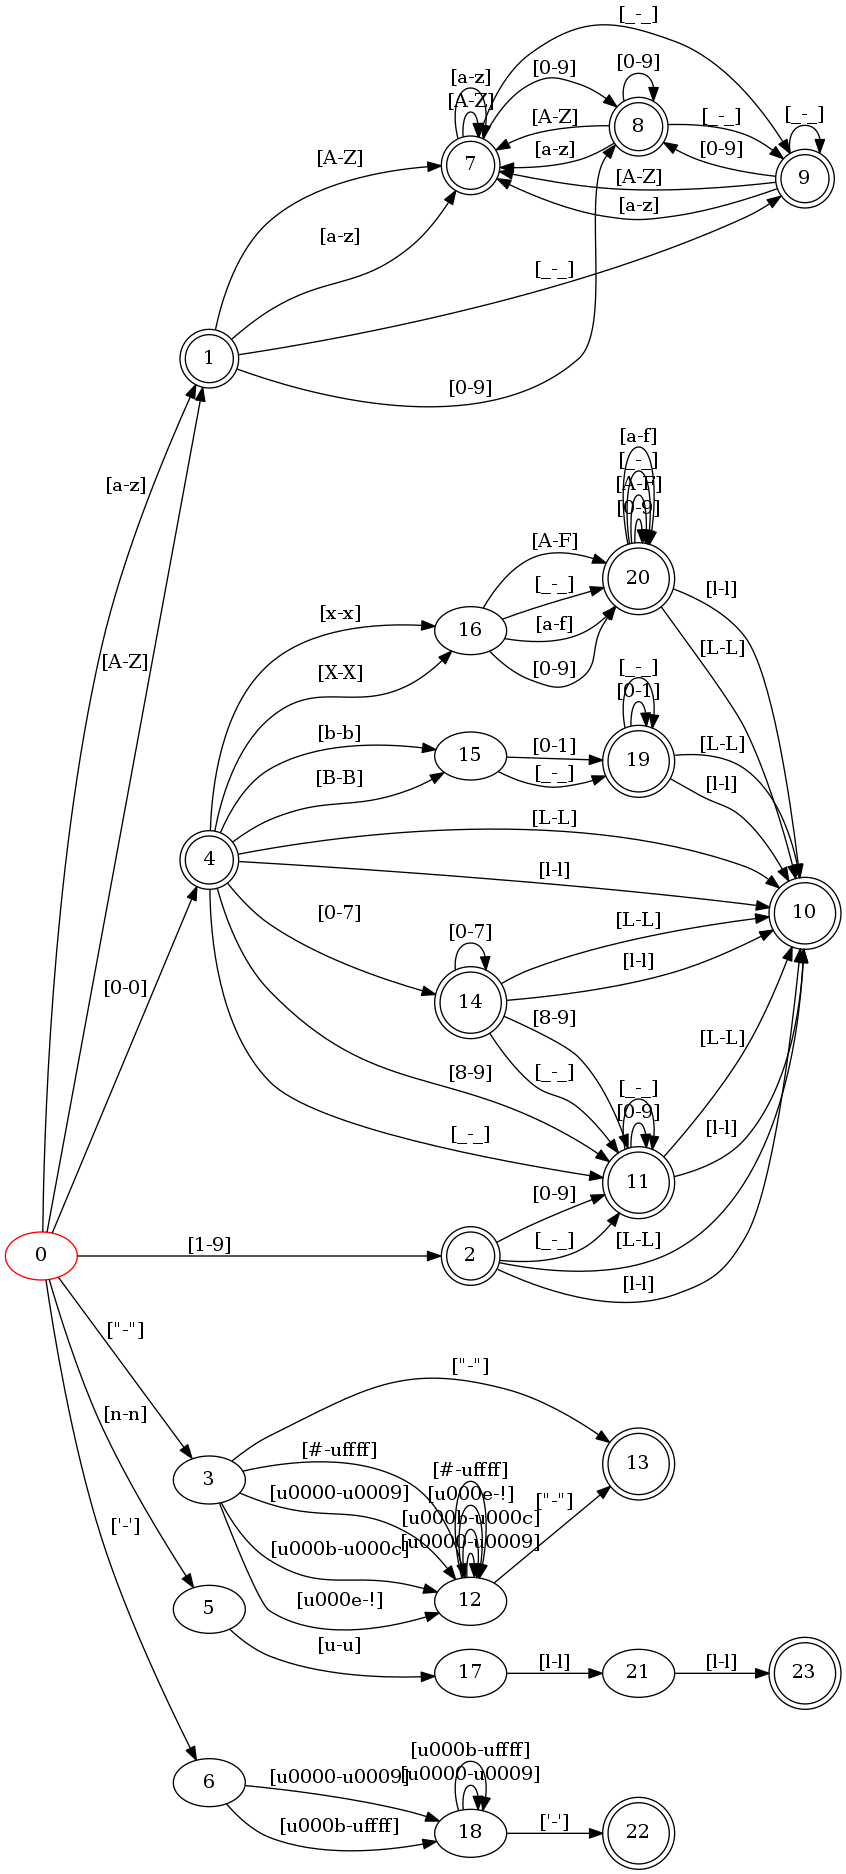 [_-_]
[a-z]
[0-9]
[0-9]
[A-Z]
[A-Z]
[_-_]
[_-_]
8
[a-z]
[0-9]
[A-Z]
7
9
[A-Z]
[a-z]
[a-z]
[_-_]
1
[0-9]
[a-f]
[_-_]
[a-z]
[A-F]
[0-9]
[A-F]
20
[_-_]
[l-l]
[x-x]
16
[a-f]
[L-L]
[A-Z]
[X-X]
[0-9]
[_-_]
[0-1]
[b-b]
[0-1]
[L-L]
15
19
[B-B]
[_-_]
[l-l]
[L-L]
4
[l-l]
10
[0-7]
[0-7]
[L-L]
[l-l]
[0-0]
14
[8-9]
[L-L]
[8-9]
[_-_]
[_-_]
[0-9]
[_-_]
[l-l]
11
[0-9]
[1-9]
[_-_]
[L-L]
0
2
[l-l]
["-"]
["-"]
[n-n]
[#-uffff]
[#-uffff]
13
3
[u0000-u0009]
[u000e-!]
["-"]
[u000b-u000c]
['-']
[u000b-u000c]
[u0000-u0009]
[u000e-!]
12
5
[u-u]
17
[l-l]
21
[l-l]
23
[u000b-uffff]
6
[u0000-u0009]
[u0000-u0009]
[u000b-uffff]
18
['-']
22